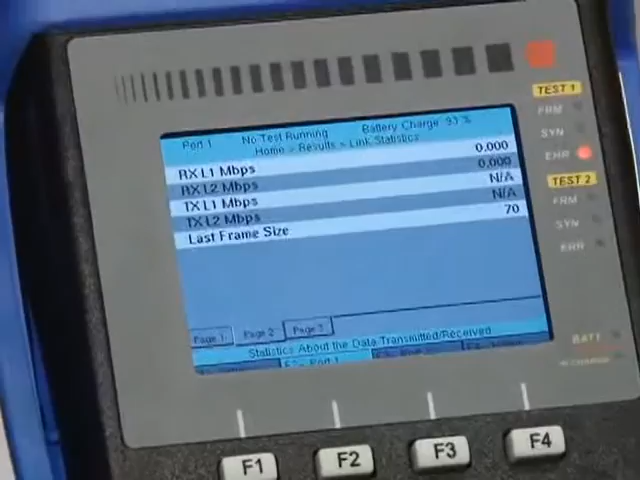 Port 1 No Test Running Battery Charge 93 %
Home > Results > Link Statistics
RX L1 Mbps 0.000
RX L2 Mbps 0.000
TX L1 Mbps N/A
TX L2 Mbps N/A
Last Frame Size 70
Page 1 Page 2 Page 3
Statistics About the Data Transmitted/Received
Port 1
TEST 1
FRM
SYN
ERR
TEST 2
FRM
SYN
ERR
BATT
F1 F2 F3 F4